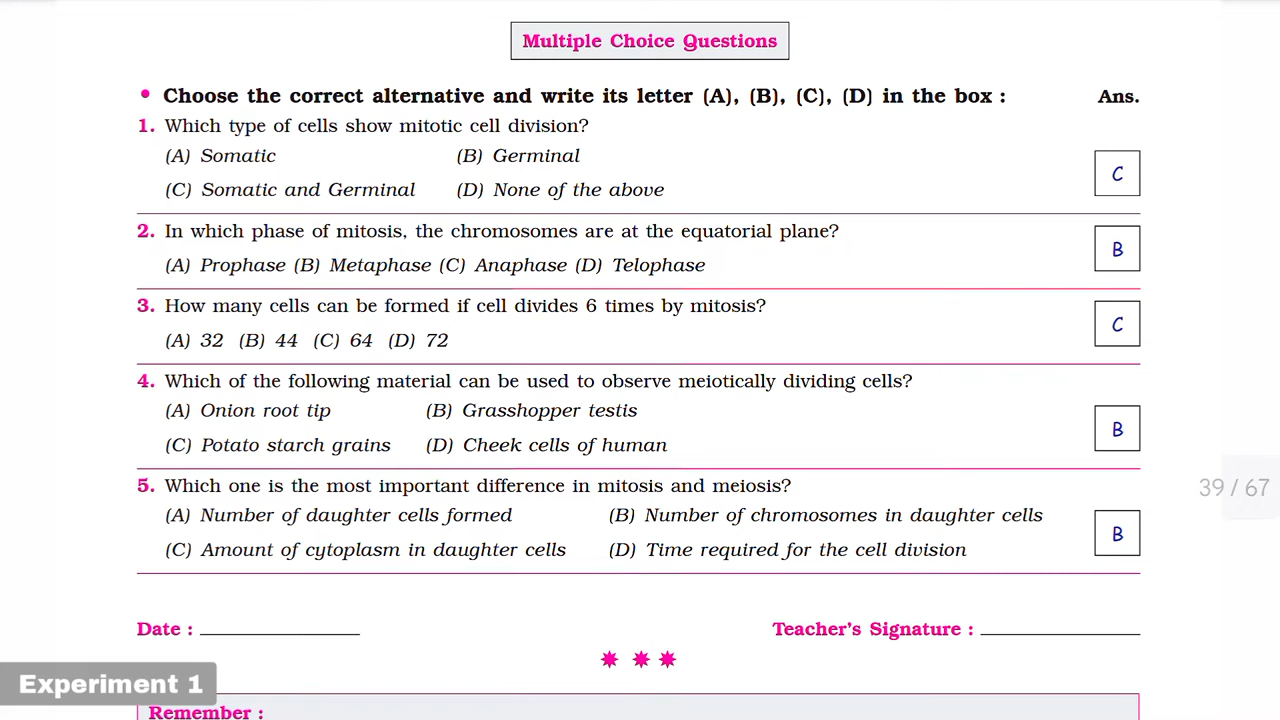 Multiple Choice Questions
• Choose the correct alternative and write its letter (A), (B), (C), (D) in the box : Ans.
1. Which type of cells show mitotic cell division?
(A) Somatic (B) Germinal
C
(C) Somatic and Germinal (D) None of the above
2. In which phase of mitosis, the chromosomes are at the equatorial plane?
B
(A) Prophase (B) Metaphase (C) Anaphase (D) Telophase
3. How many cells can be formed if cell divides 6 times by mitosis?
C
(A) 32 (B) 44 (C) 64 (D) 72
4. Which of the following material can be used to observe meiotically dividing cells?
(A) Onion root tip (B) Grasshopper testis
B
(C) Potato starch grains (D) Cheek cells of human
5. Which one is the most important difference in mitosis and meiosis?
39 / 67
(A) Number of daughter cells formed (B) Number of chromosomes in daughter cells
B
(C) Amount of cytoplasm in daughter cells (D) Time required for the cell division
Date : Teacher's Signature :
Experiment 1
Remember :